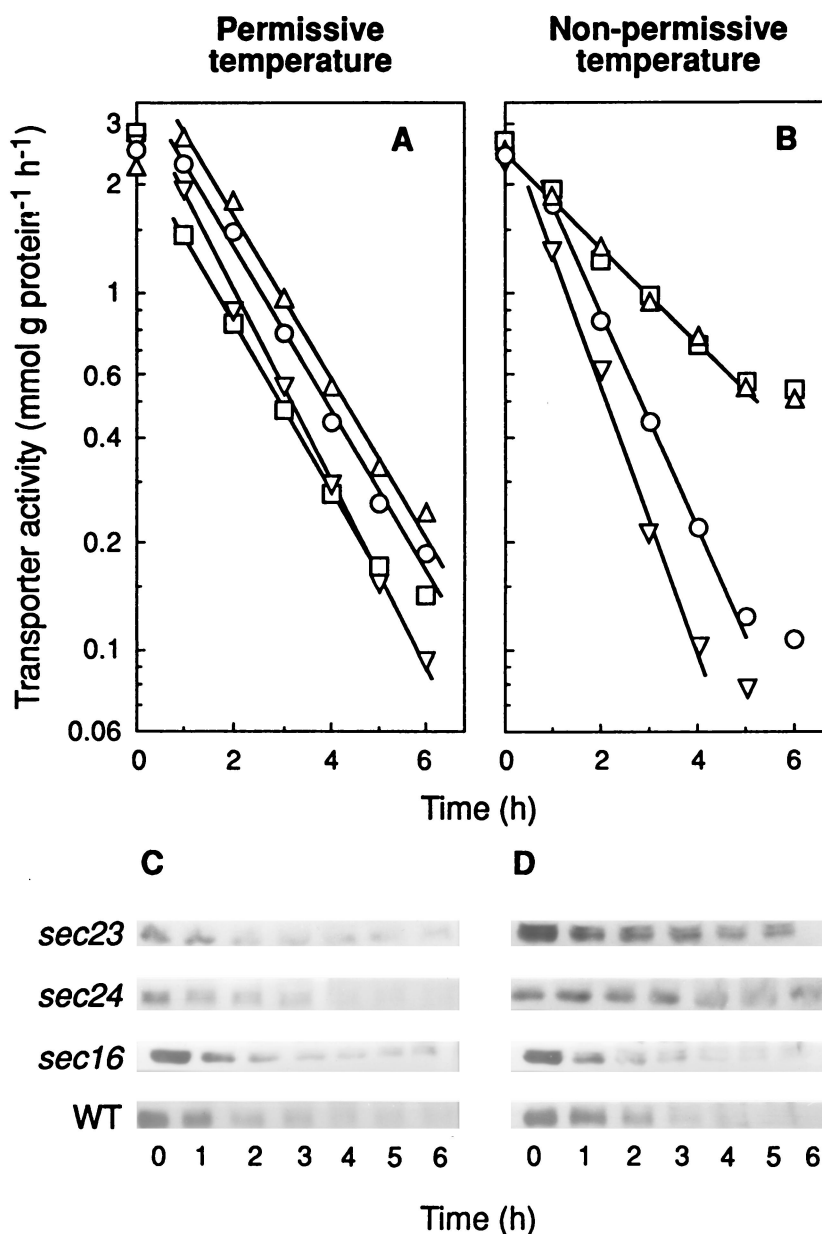 Permissive
temperature
Non-permissive
temperature
Transporter activity (mmol g protein⁻¹ h⁻¹)
A
B
3
2
1
0.6
0.4
0.2
0.1
0.06
0 2 4 6
0 2 4 6
Time (h)
C
D
sec23
sec24
sec16
WT
0 1 2 3 4 5 6
0 1 2 3 4 5 6
Time (h)